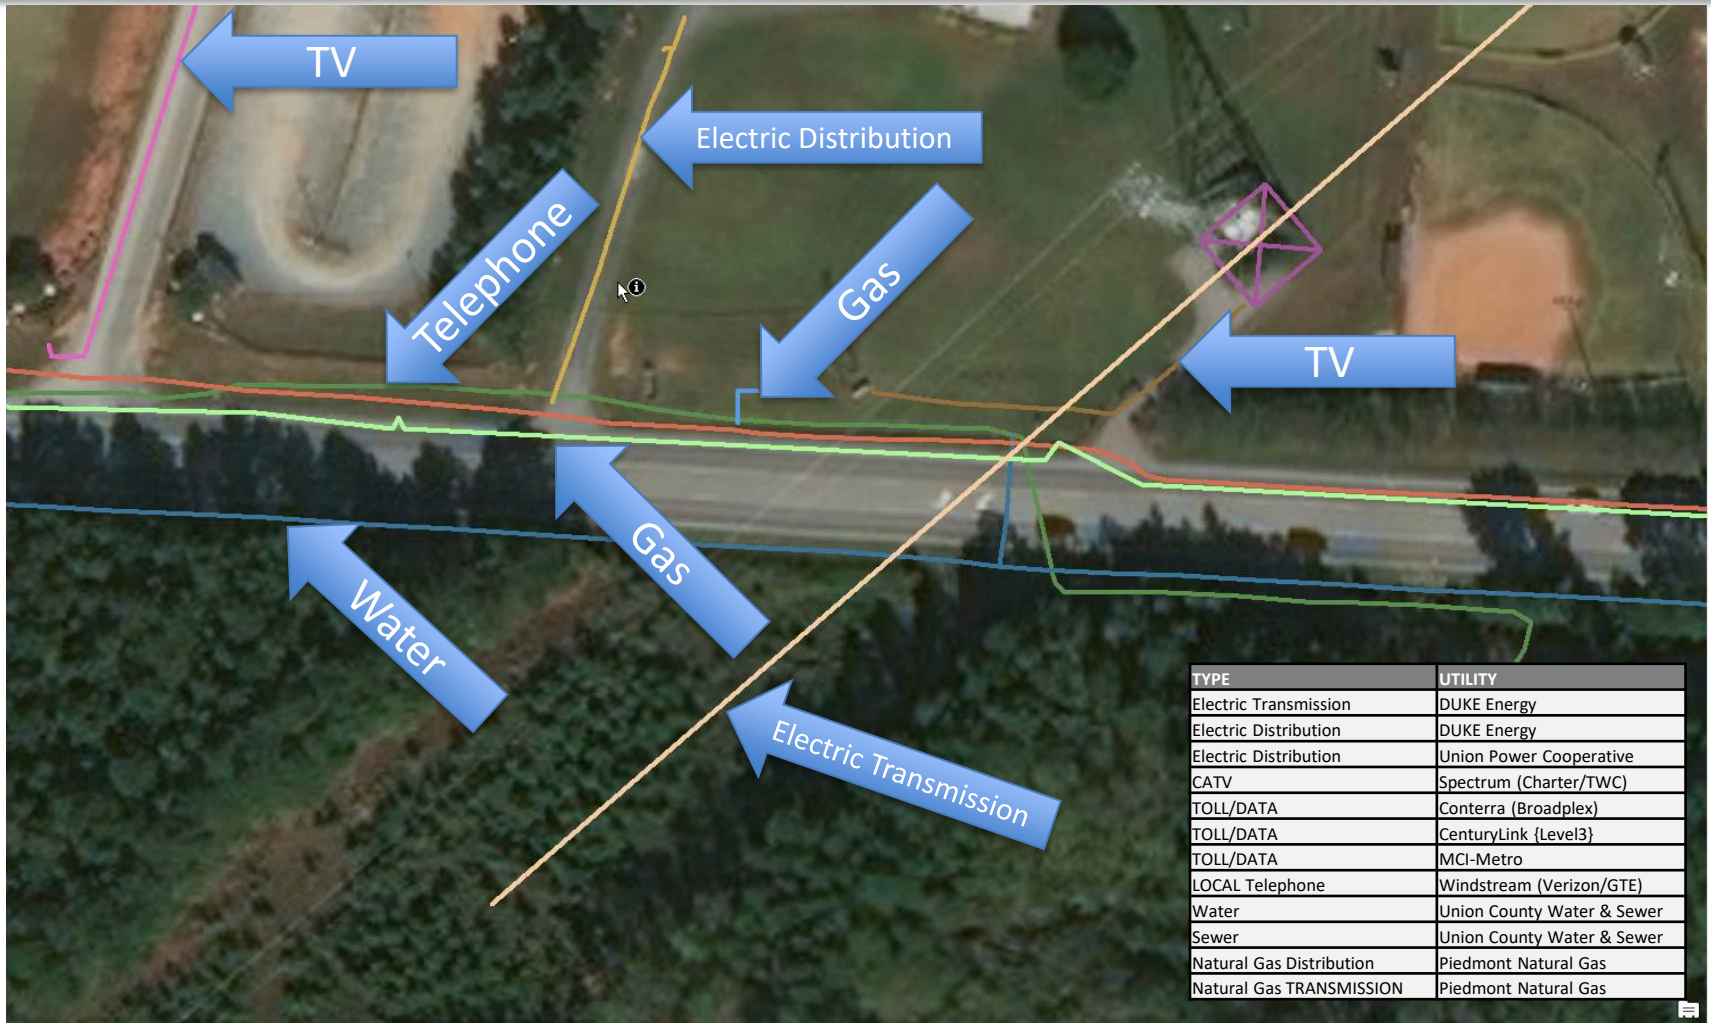 TV
Electric Distribution
Telephone
Gas
TV
Gas
Water
Electric Transmission
TYPE UTILITY
Electric Transmission DUKE Energy
Electric Distribution DUKE Energy
Electric Distribution Union Power Cooperative
CATV Spectrum (Charter/TWC)
TOLL/DATA Conterra (Broadplex)
TOLL/DATA CenturyLink {Level3}
TOLL/DATA MCI-Metro
LOCAL Telephone Windstream (Verizon/GTE)
Water Union County Water & Sewer
Sewer Union County Water & Sewer
Natural Gas Distribution Piedmont Natural Gas
Natural Gas TRANSMISSION Piedmont Natural Gas